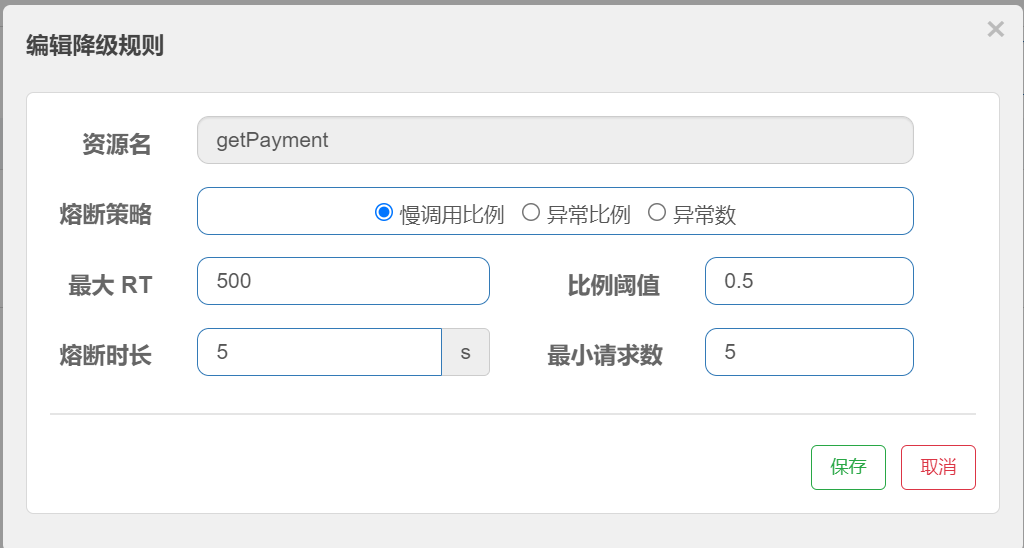 编辑降级规则 ×
资源名 getPayment
熔断策略 慢调用比例 异常比例 异常数
最大 RT 500 比例阈值 0.5
熔断时长 5 s 最小请求数 5
保存 取消